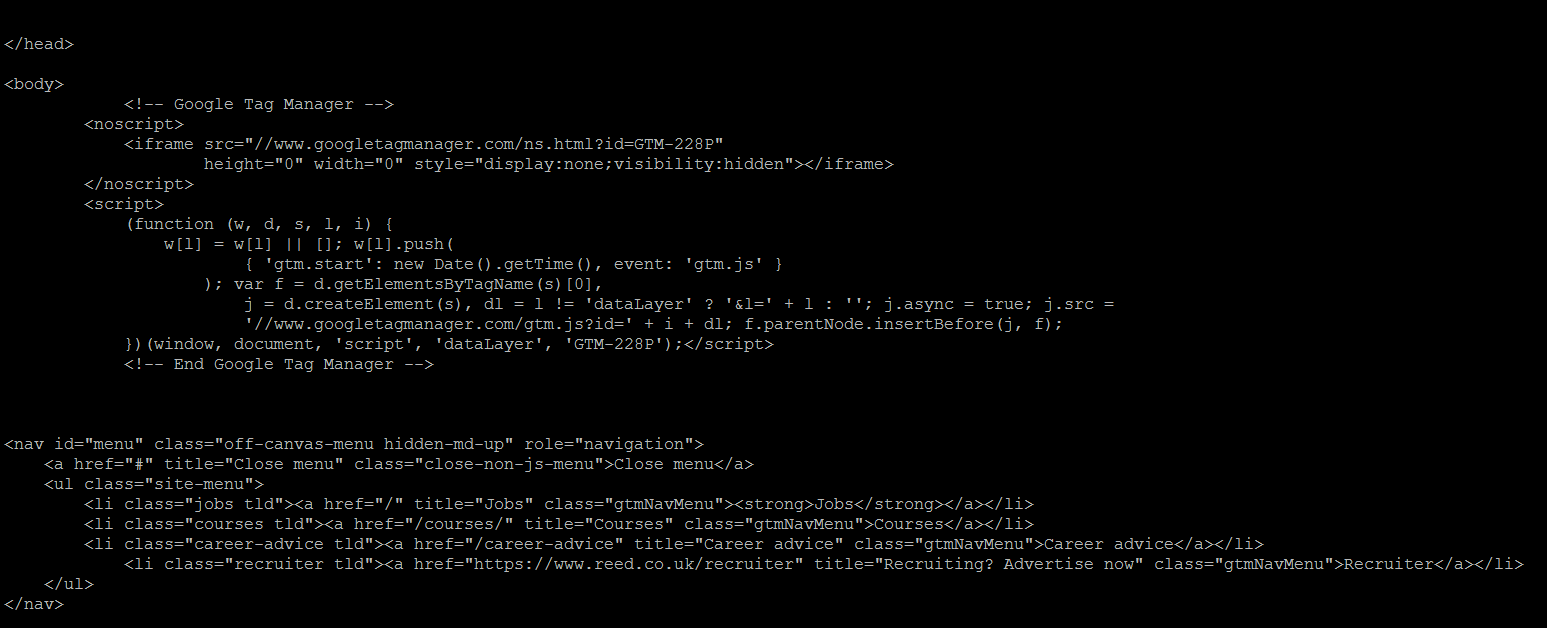 </head>
<body>
<!-- Google Tag Manager -->
<noscript>
<iframe src="//www.googletagmanager.com/ns.html?id=GTM-228P"
height="0" width="0" style="display:none;visibility:hidden"></iframe>
</noscript>
<script>
(function (w, d, s, l, i) {
w[l] = w[l] || []; w[l].push(
{ 'gtm.start': new Date().getTime(), event: 'gtm.js' }
); var f = d.getElementsByTagName(s)[0],
j = d.createElement(s), dl = l != 'dataLayer' ? '&l=' + l : ''; j.async = true; j.src =
'//www.googletagmanager.com/gtm.js?id=' + i + dl; f.parentNode.insertBefore(j, f);
})(window, document, 'script', 'dataLayer', 'GTM-228P');</script>
<!-- End Google Tag Manager -->
<nav id="menu" class="off-canvas-menu hidden-md-up" role="navigation">
<a href="#" title="Close menu" class="close-non-js-menu">Close menu</a>
<ul class="site-menu">
<li class="jobs tld"><a href="/" title="Jobs" class="gtmNavMenu"><strong>Jobs</strong></a></li>
<li class="courses tld"><a href="/courses/" title="Courses" class="gtmNavMenu">Courses</a></li>
<li class="career-advice tld"><a href="/career-advice" title="Career advice" class="gtmNavMenu">Career advice</a></li>
<li class="recruiter tld"><a href="https://www.reed.co.uk/recruiter" title="Recruiting? Advertise now" class="gtmNavMenu">Recruiter</a></li>
</ul>
</nav>